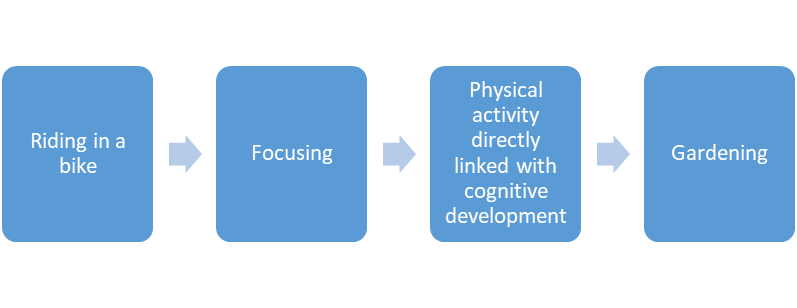 Riding in a
bike
Focusing
Physical
activity
directly
linked with
cognitive
development
Gardening